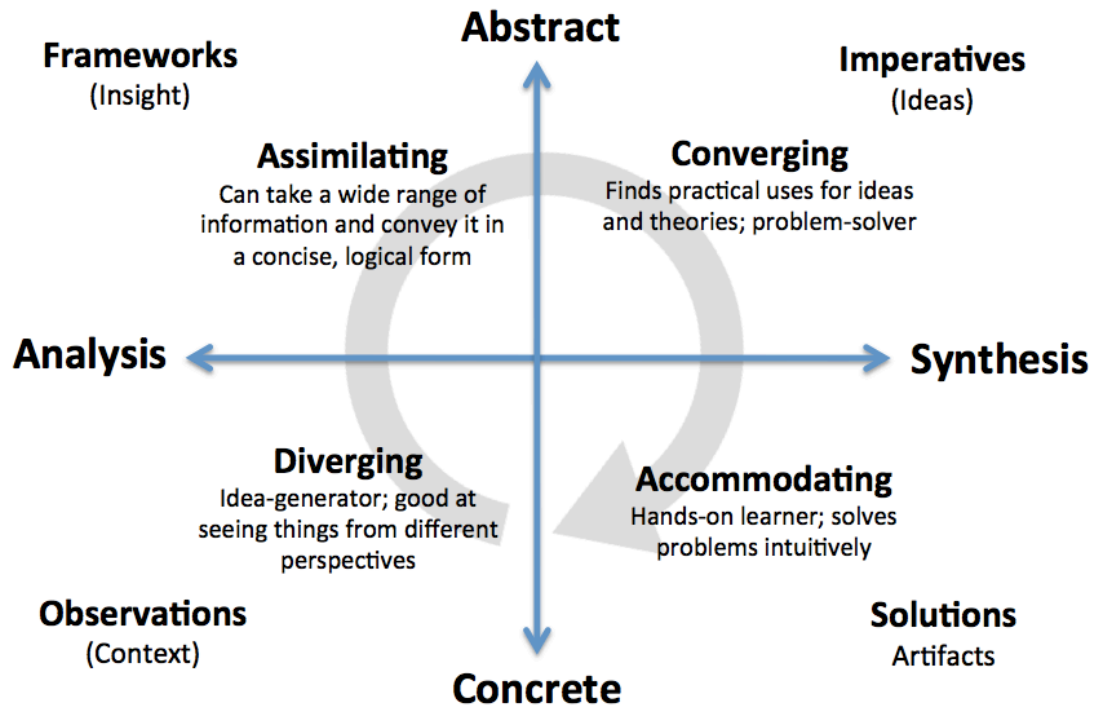 Abstract
Frameworks
(Insight)
Imperatives
(Ideas)
Assimilating
Can take a wide range of
information and convey it in
a concise, logical form
Converging
Finds practical uses for ideas
and theories; problem-solver
Analysis
Synthesis
Diverging
Idea-generator; good at
seeing things from different
perspectives
Accommodating
Hands-on learner; solves
problems intuitively
Observations
(Context)
Solutions
Artifacts
Concrete